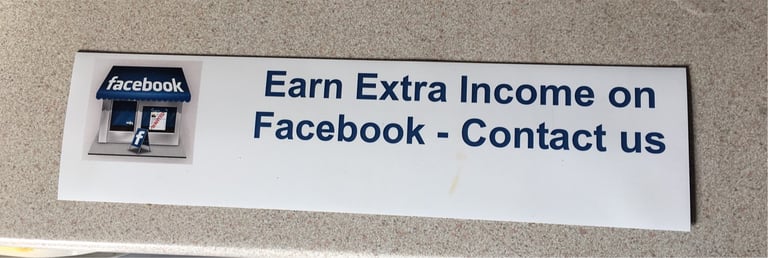 facebook
Earn Extra Income on
Facebook - Contact us
f